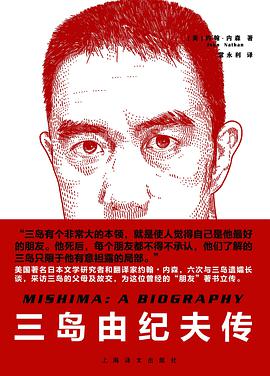 [美]约翰·内森 著
John Nathan
常永利 译
“三岛有个非常大的本领，就是使人觉得自己是他最好
的朋友。他死后，每个朋友都不得不承认，他们了解的
三岛只限于他有意袒露的局部。”
美国著名日本文学研究者和翻译家约翰·内森，六次与三岛遗孀长
谈，采访三岛的父母及故交，为这位曾经的“朋友”著书立传。
MISHIMA: A BIOGRAPHY
三岛由纪夫传
上海译文出版社